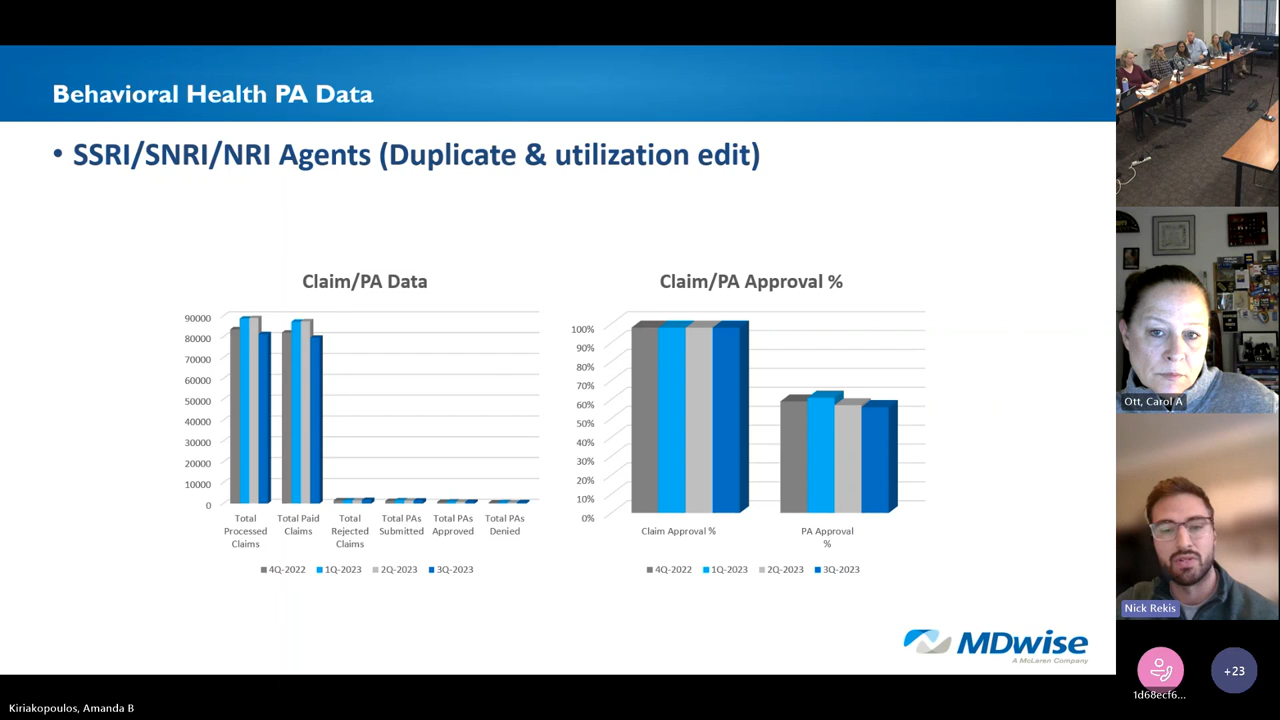 Behavioral Health PA Data
• SSRI/SNRI/NRI Agents (Duplicate & utilization edit)
Claim/PA Data
90000
80000
70000
60000
50000
40000
30000
20000
10000
0
Total Processed Claims
Total Paid Claims
Total Rejected Claims
Total PAs Submitted
Total PAs Approved
Total PAs Denied
4Q-2022 1Q-2023 2Q-2023 3Q-2023
Claim/PA Approval %
100%
90%
80%
70%
60%
50%
40%
30%
20%
10%
0%
Claim Approval %
PA Approval %
4Q-2022 1Q-2023 2Q-2023 3Q-2023
MDwise
A McLaren Company
Ott, Carol A
Nick Rekis
1d68ecf6...
+23
Kiriakopoulos, Amanda B